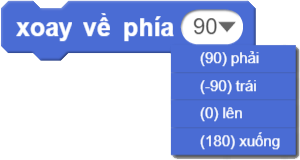 xoay về phía 90
(90) phải
(-90) trái
(0) lên
(180) xuống